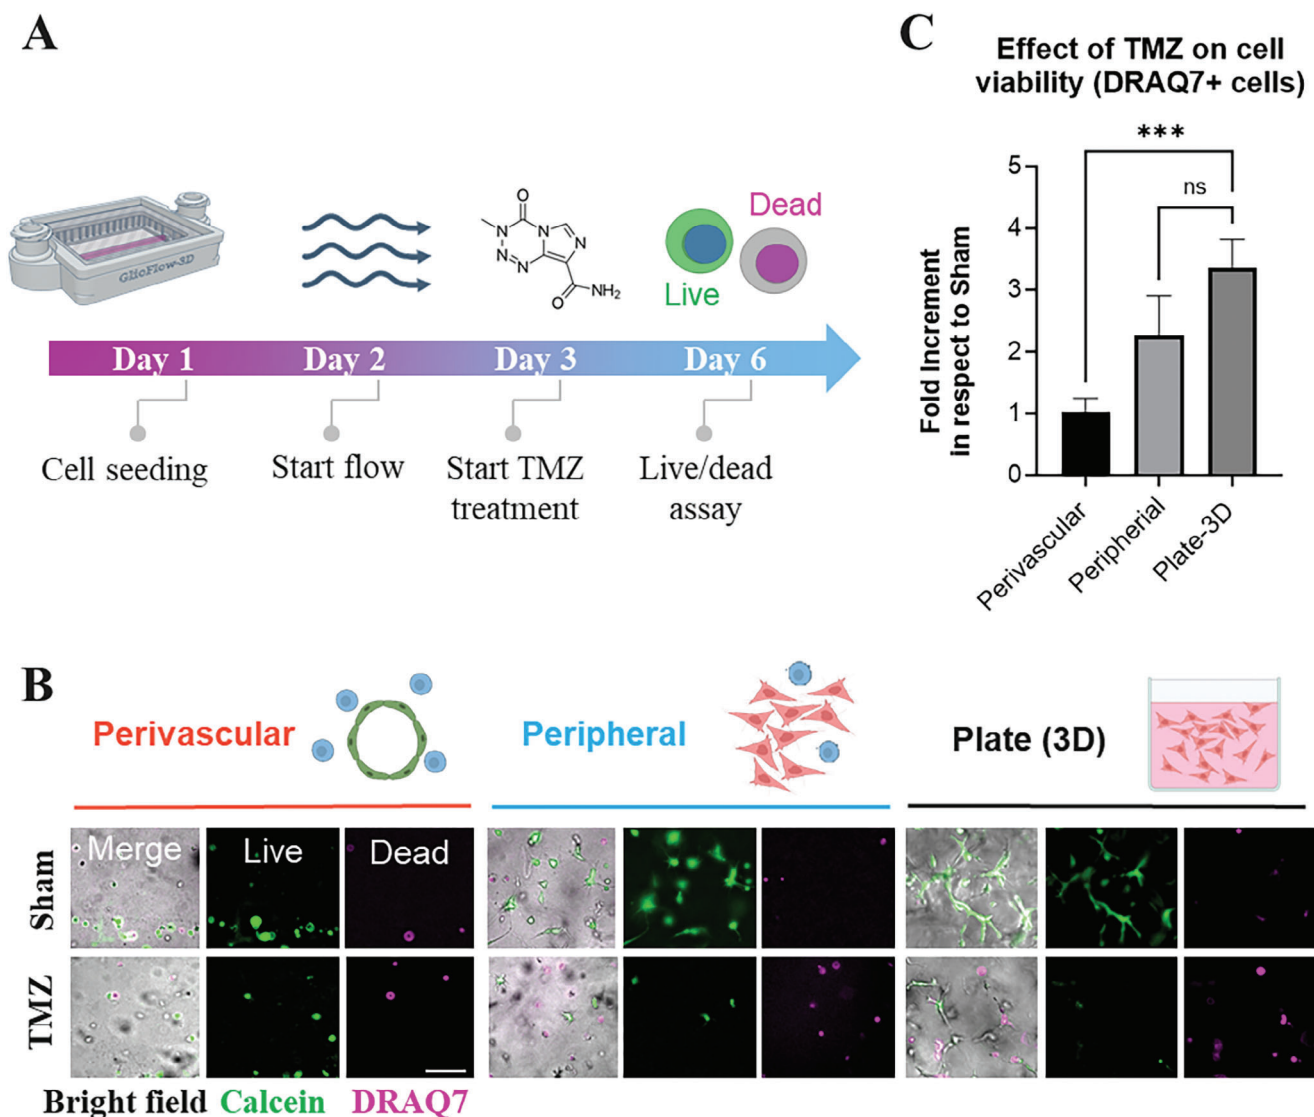 A
GlioFlow-3D
O
N
N
N
N
N
O
NH₂
Dead
Live
Day 1
Day 2
Day 3
Day 6
Cell seeding
Start flow
Start TMZ
treatment
Live/dead
assay
C
Effect of TMZ on cell
viability (DRAQ7+ cells)
***
ns
Fold Increment
in respect to Sham
5
4
3
2
1
0
Perivascular
Peripherial
Plate-3D
B
Perivascular
Peripheral
Plate (3D)
Sham
Merge
Live
Dead
TMZ
Bright field
Calcein
DRAQ7